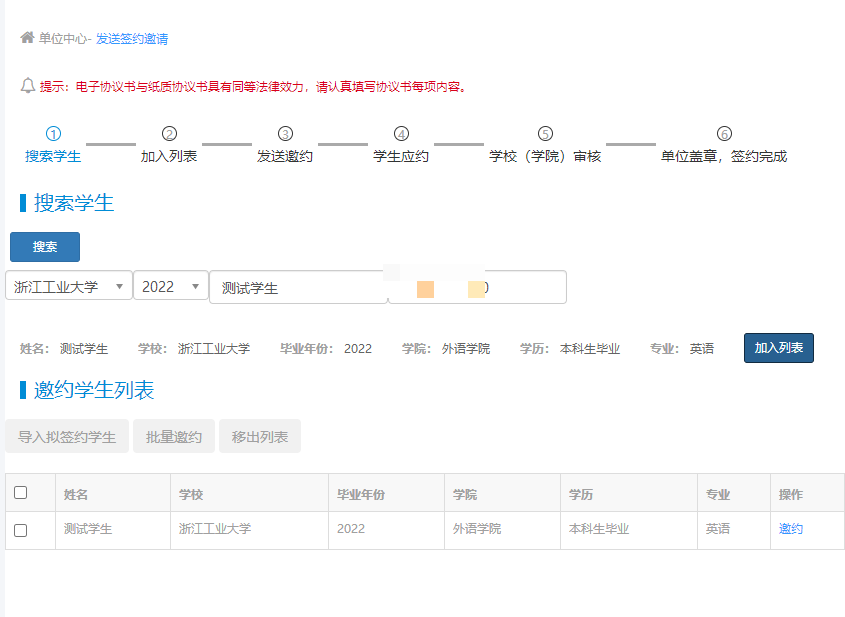 单位中心- 发送签约邀请
提示：电子协议书与纸质协议书具有同等法律效力，请认真填写协议书每项内容。
① ② ③ ④ ⑤ ⑥
搜索学生 加入列表 发送邀约 学生应约 学校（学院）审核 单位盖章，签约完成
搜索学生
搜索
浙江工业大学 2022 测试学生
姓名： 测试学生 学校： 浙江工业大学 毕业年份： 2022 学院： 外语学院 学历： 本科生毕业 专业： 英语 加入列表
邀约学生列表
导入拟签约学生 批量邀约 移出列表
姓名 学校 毕业年份 学院 学历 专业 操作
测试学生 浙江工业大学 2022 外语学院 本科生毕业 英语 邀约